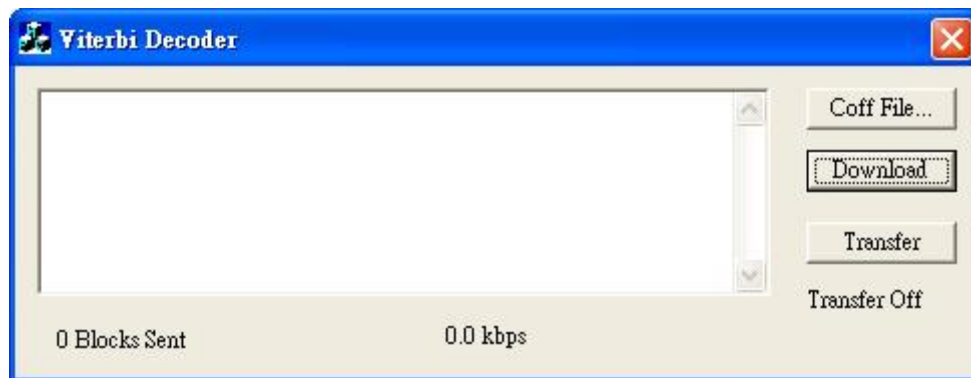 Viterbi Decoder
Coff File...
Download
Transfer
Transfer Off
0 Blocks Sent
0.0 kbps